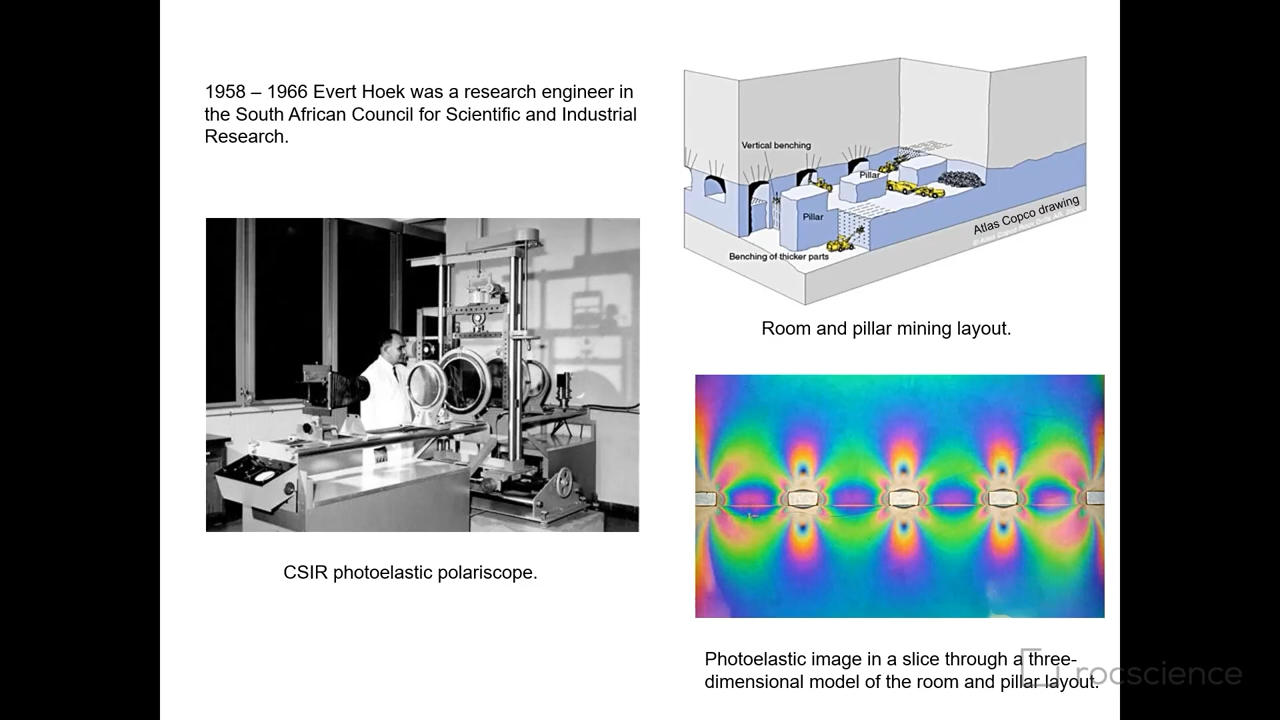 1958 – 1966 Evert Hoek was a research engineer in
the South African Council for Scientific and Industrial
Research.
Vertical benching
Pillar
Pillar
Benching of thicker parts
Atlas Copco drawing
Room and pillar mining layout.
CSIR photoelastic polariscope.
Photoelastic image in a slice through a three-
dimensional model of the room and pillar layout.
rocscience